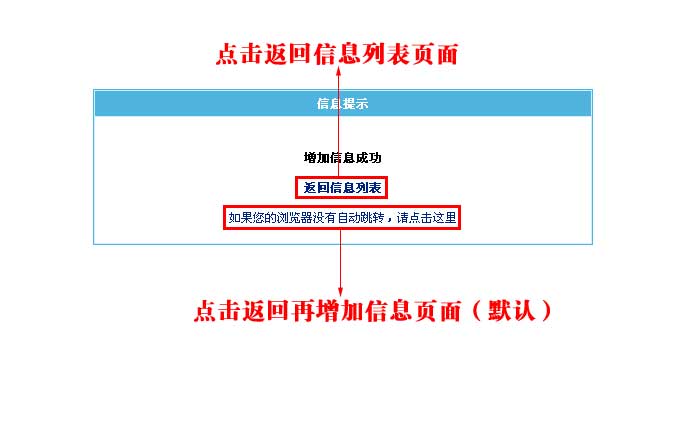 点击返回信息列表页面
信息提示
增加信息成功
返回信息列表
如果您的浏览器没有自动跳转，请点击这里
点击返回再增加信息页面（默认）